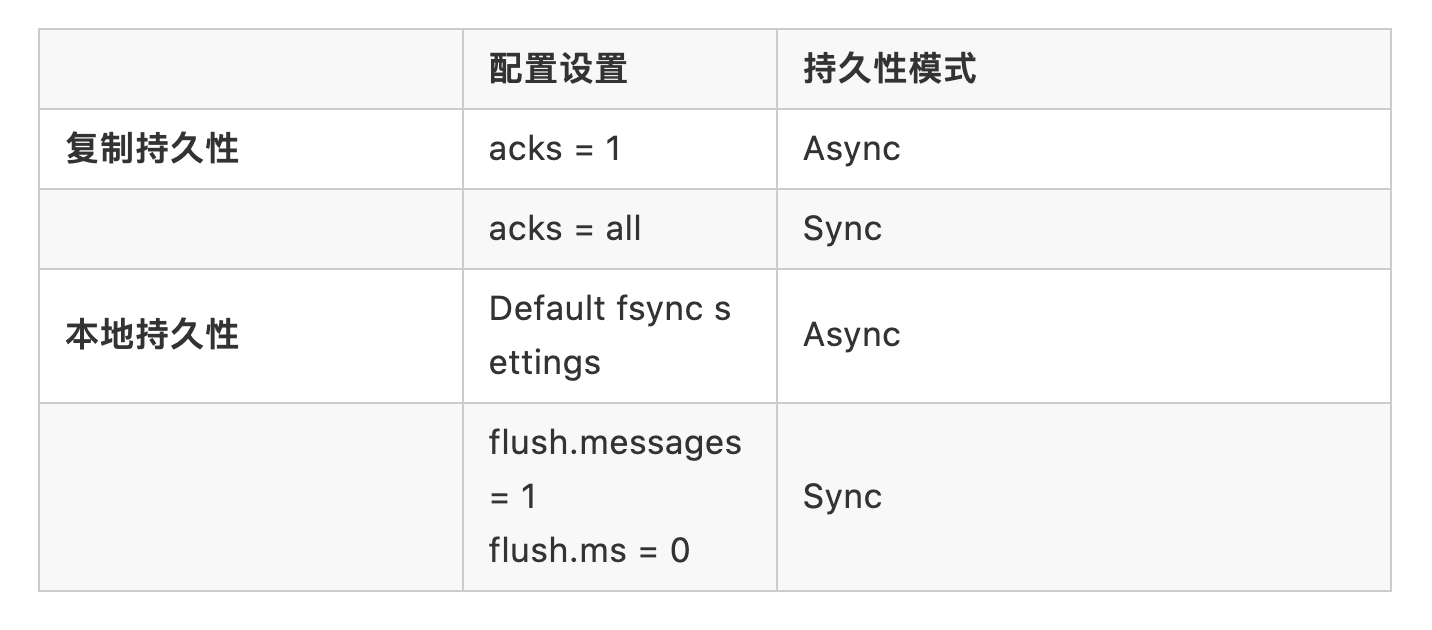 配置设置 持久性模式
复制持久性 acks = 1 Async
acks = all Sync
本地持久性 Default fsync s
ettings Async
flush.messages
= 1 Sync
flush.ms = 0